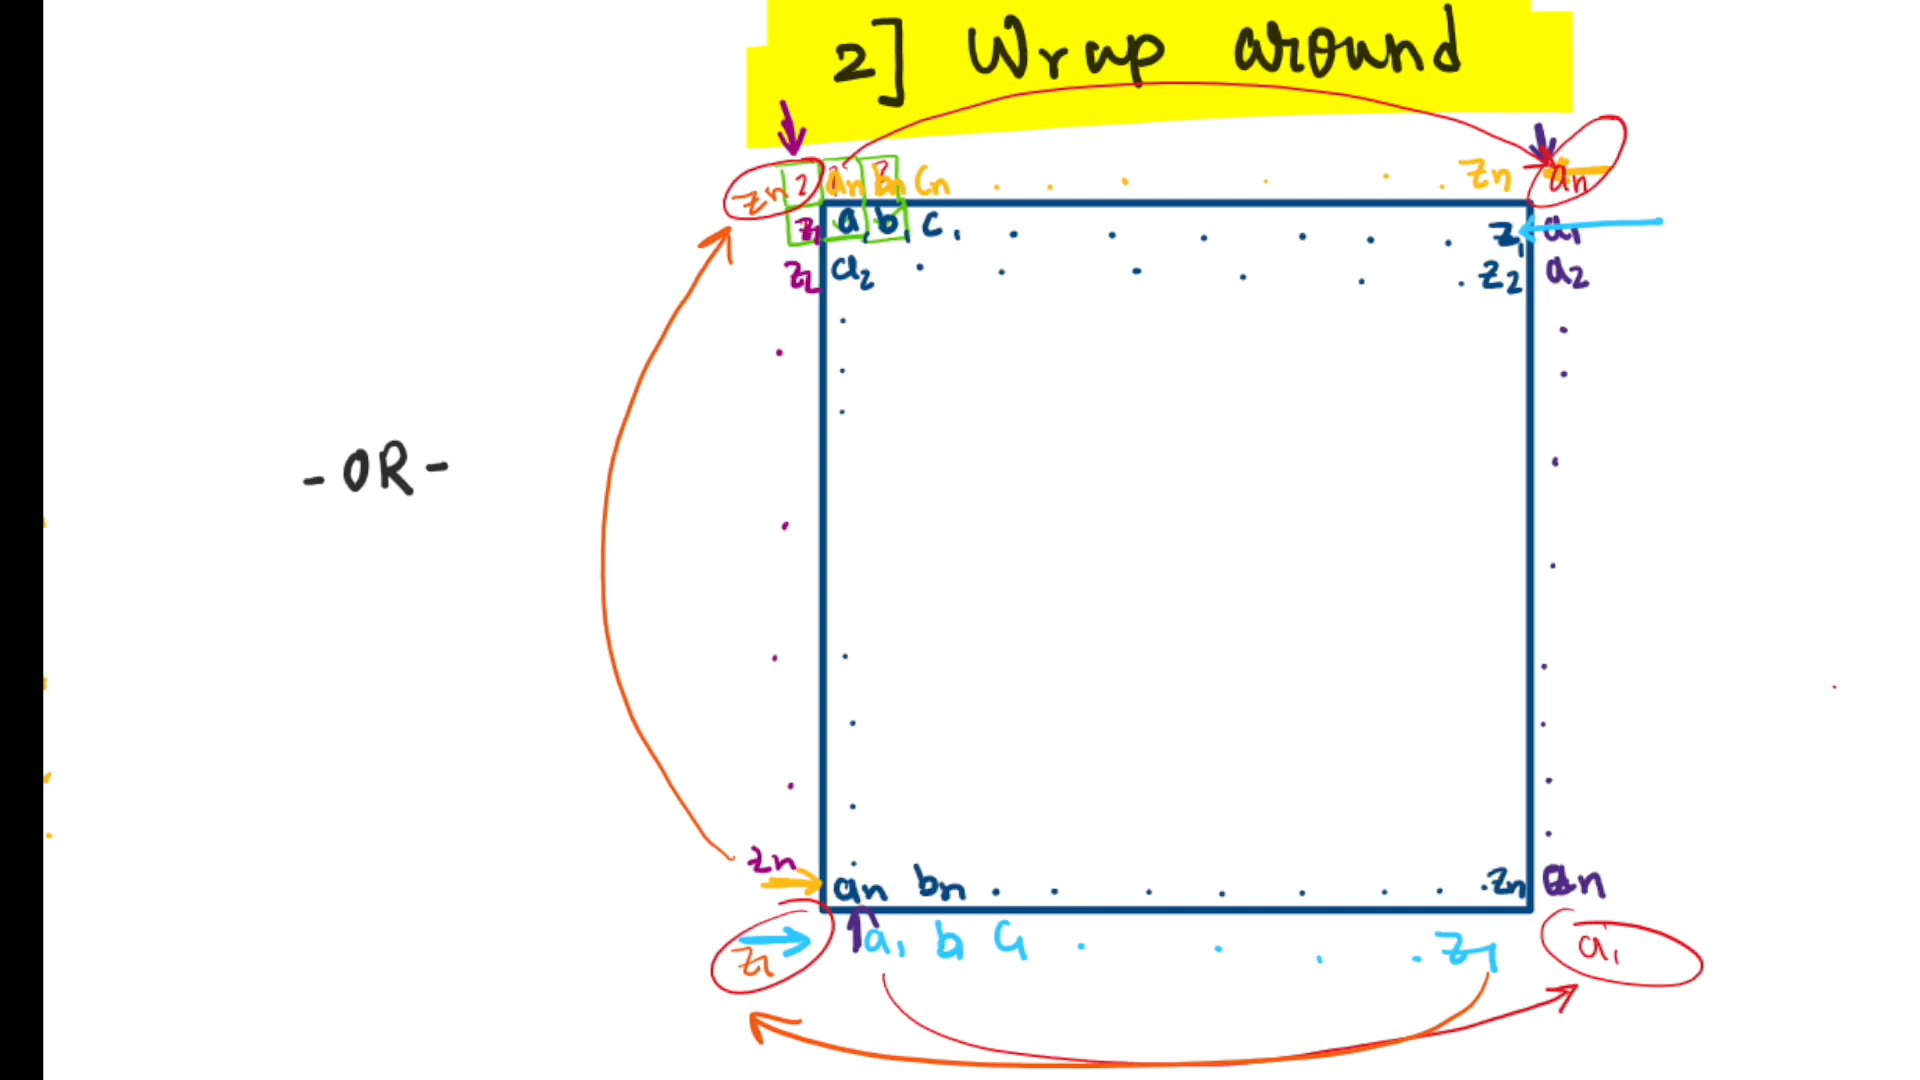 2] Wrap around
zn ? an bn cn . . . . . . zn an
z1 a1 b1 c1 . . . . . . . z1 a1
z2 a2 . . . . . . z2 a2
- OR -
zn an bn . . . . . . . . zn an
z1 a1 b1 c1 . . . . z1 a1